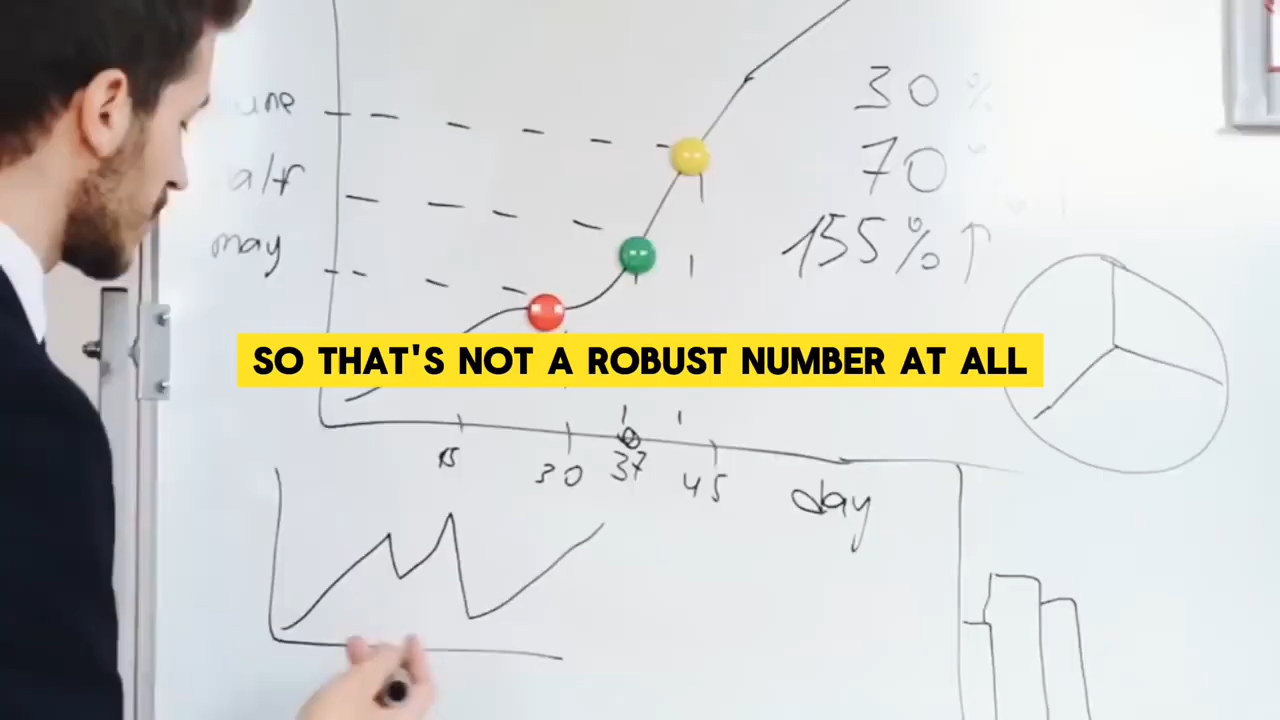 une
alf
may
30 %
70
155% ↑
SO THAT'S NOT A ROBUST NUMBER AT ALL
15 30 37 45
day